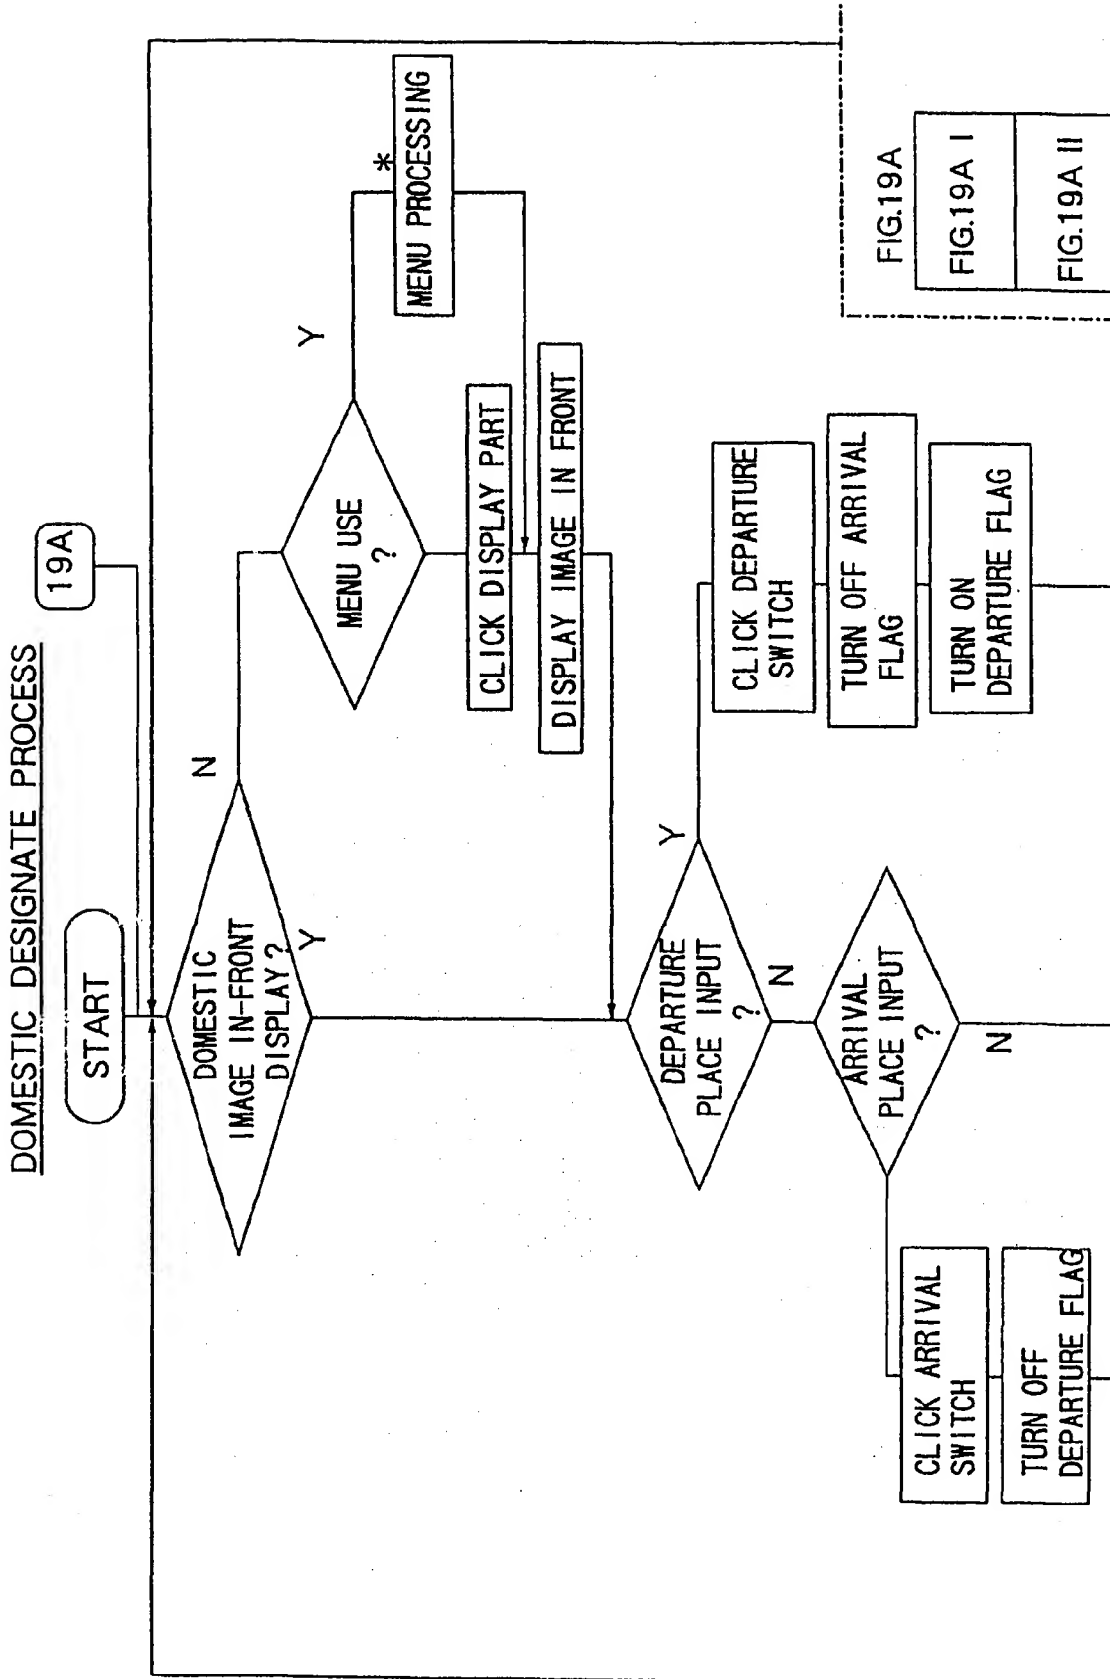 DOMESTIC DESIGNATE PROCESS
START
19A
DOMESTIC
IMAGE IN-FRONT
DISPLAY?
N
Y
MENU USE
?
Y
*
MENU PROCESSING
CLICK DISPLAY PART
DISPLAY IMAGE IN FRONT
DEPARTURE
PLACE INPUT
?
Y
N
CLICK DEPARTURE
SWITCH
TURN OFF ARRIVAL
FLAG
TURN ON
DEPARTURE FLAG
ARRIVAL
PLACE INPUT
?
N
CLICK ARRIVAL
SWITCH
TURN OFF
DEPARTURE FLAG
FIG.19A
FIG.19A I
FIG.19A II